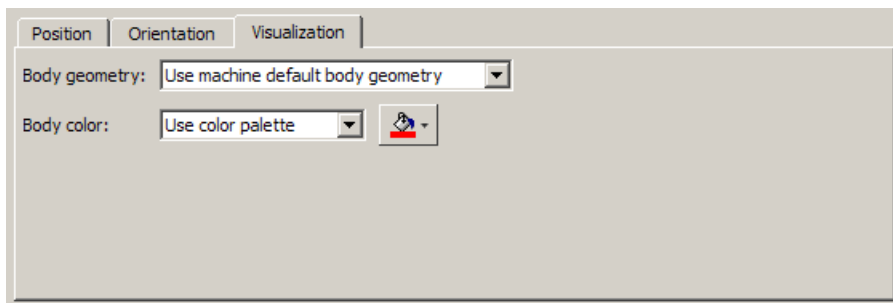 Position Orientation Visualization
Body geometry: Use machine default body geometry
Body color: Use color palette